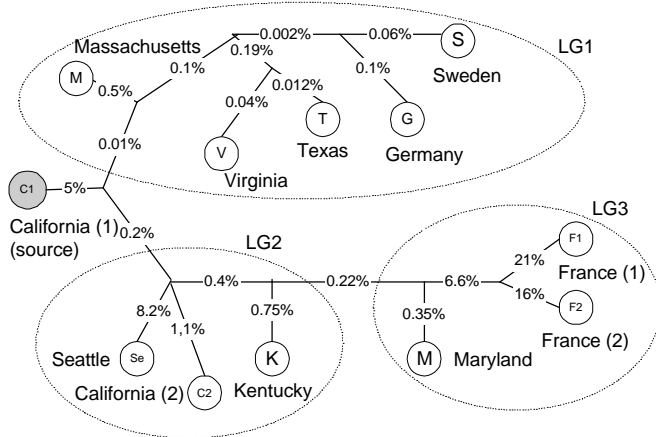 0.002%
0.06%
S
LG1
Massachusetts
0.19%
M
0.1%
0.1%
Sweden
0.5%
0.012%
0.04%
T
G
V
Texas
Germany
0.01%
Virginia
C1
5%
California (1)
(source)
0.2%
LG2
LG3
F1
21%
France (1)
0.4%
0.22%
6.6%
16%
F2
8.2%
1,1%
0.75%
0.35%
France (2)
Seattle
Se
K
M
Maryland
California (2)
C2
Kentucky